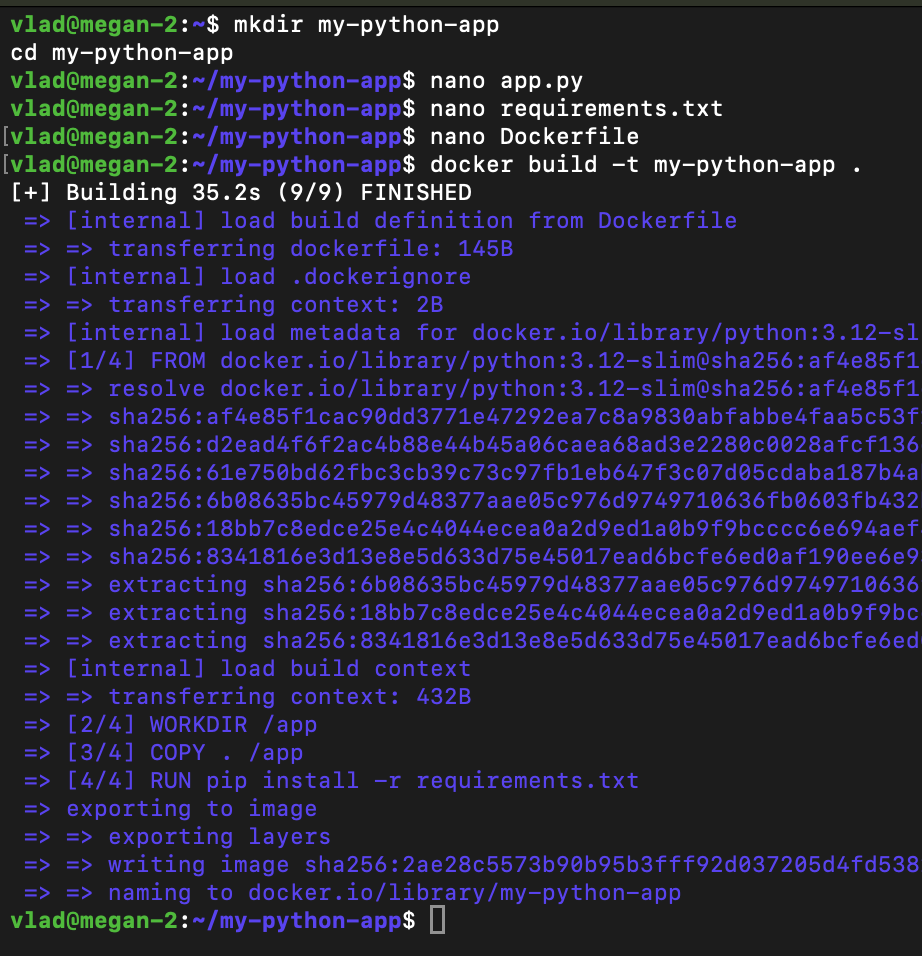 vlad@megan-2:~$ mkdir my-python-app
cd my-python-app
vlad@megan-2:~/my-python-app$ nano app.py
vlad@megan-2:~/my-python-app$ nano requirements.txt
[vlad@megan-2:~/my-python-app$ nano Dockerfile
[vlad@megan-2:~/my-python-app$ docker build -t my-python-app .
[+] Building 35.2s (9/9) FINISHED
=> [internal] load build definition from Dockerfile
=> => transferring dockerfile: 145B
=> [internal] load .dockerignore
=> => transferring context: 2B
=> [internal] load metadata for docker.io/library/python:3.12-sl
=> [1/4] FROM docker.io/library/python:3.12-slim@sha256:af4e85f1
=> => resolve docker.io/library/python:3.12-slim@sha256:af4e85f1
=> => sha256:af4e85f1cac90dd3771e47292ea7c8a9830abfabbe4faa5c53f
=> => sha256:d2ead4f6f2ac4b88e44b45a06caea68ad3e2280c0028afcf136
=> => sha256:61e750bd62fbc3cb39c73c97fb1eb647f3c07d05cdaba187b4a
=> => sha256:6b08635bc45979d48377aae05c976d9749710636fb0603fb432
=> => sha256:18bb7c8edce25e4c4044ecea0a2d9ed1a0b9f9bcccc6e694aef
=> => sha256:8341816e3d13e8e5d633d75e45017ead6bcfe6ed0af190ee6e9
=> => extracting sha256:6b08635bc45979d48377aae05c976d9749710636
=> => extracting sha256:18bb7c8edce25e4c4044ecea0a2d9ed1a0b9f9bc
=> => extracting sha256:8341816e3d13e8e5d633d75e45017ead6bcfe6ed
=> [internal] load build context
=> => transferring context: 432B
=> [2/4] WORKDIR /app
=> [3/4] COPY . /app
=> [4/4] RUN pip install -r requirements.txt
=> exporting to image
=> => exporting layers
=> => writing image sha256:2ae28c5573b90b95b3fff92d037205d4fd538
=> => naming to docker.io/library/my-python-app
vlad@megan-2:~/my-python-app$